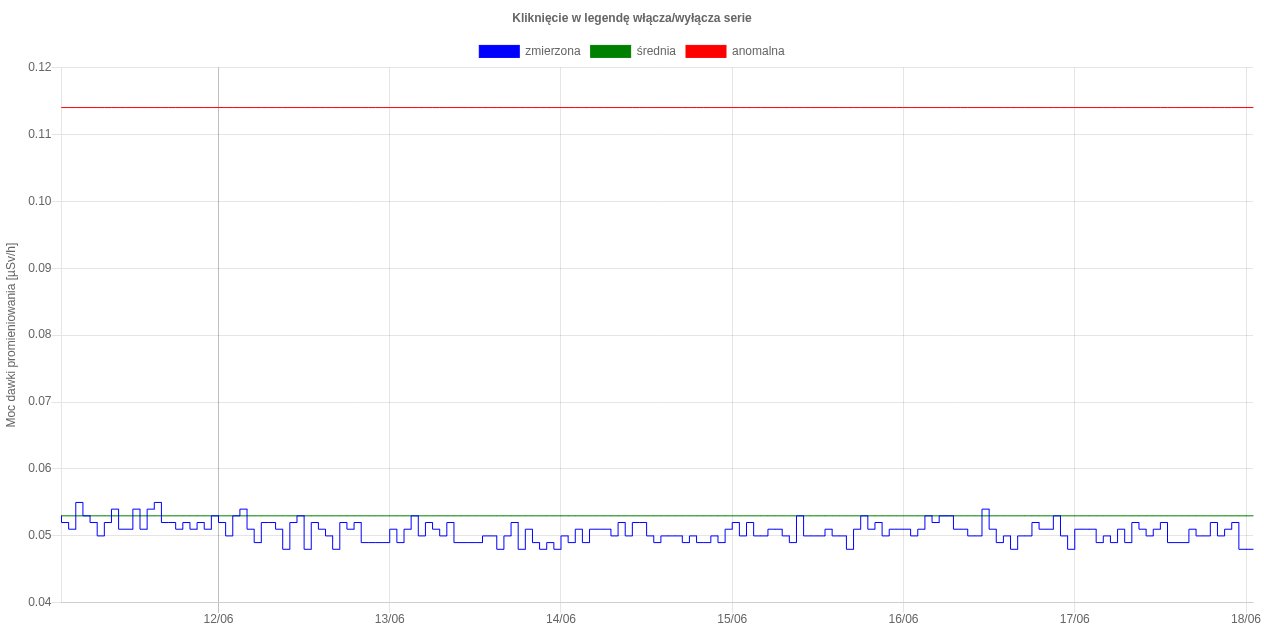 Kliknięcie w legendę włącza/wyłącza serie
zmierzona średnia anomalna
Moc dawki promieniowania [µSv/h]
0.12
0.11
0.10
0.09
0.08
0.07
0.06
0.05
0.04
12/06 13/06 14/06 15/06 16/06 17/06 18/06